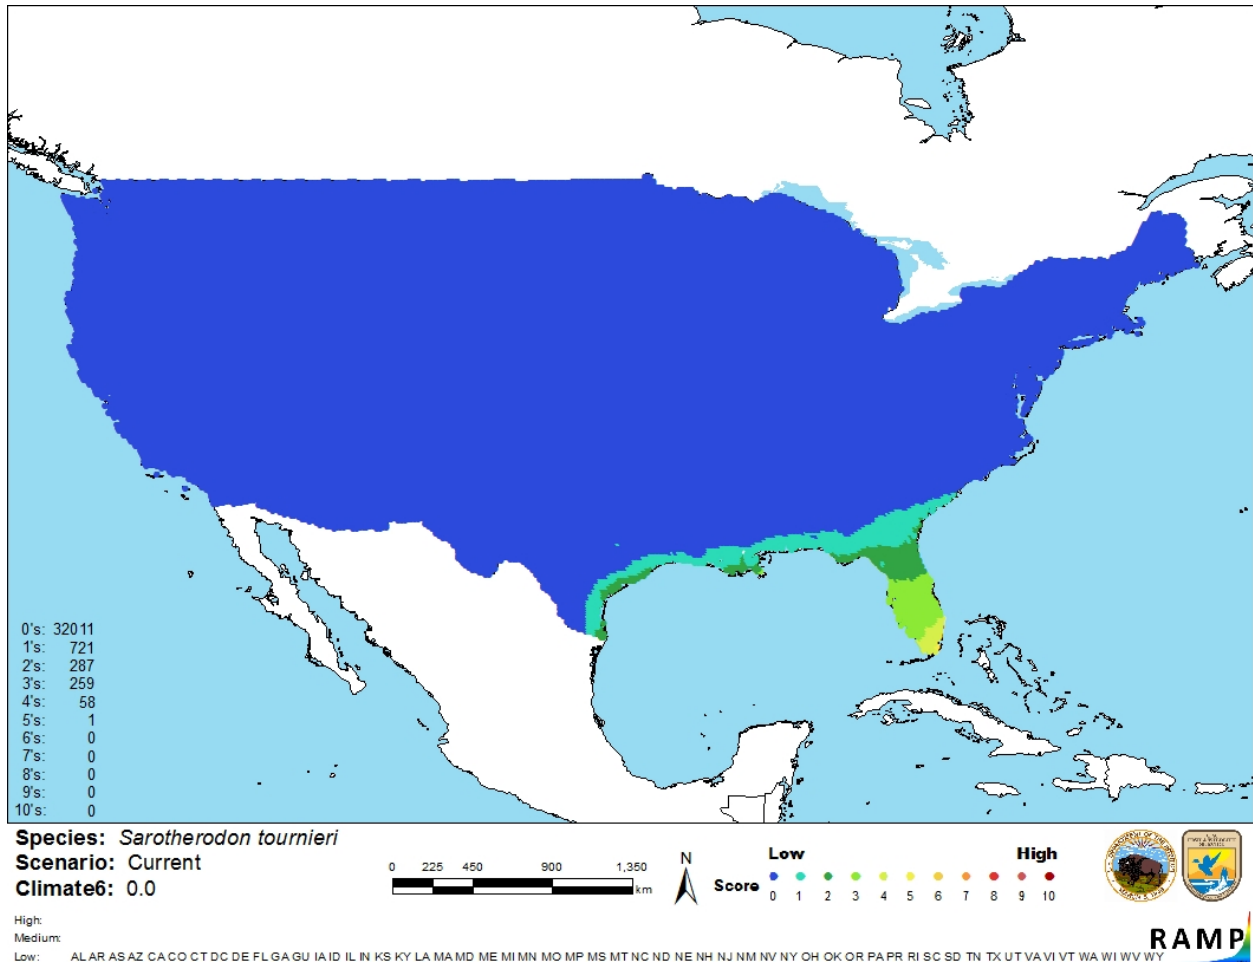 0's: 32011
1's: 721
2's: 287
3's: 259
4's: 58
5's: 1
6's: 0
7's: 0
8's: 0
9's: 0
10's: 0
Species: Sarotherodon tournieri
Scenario: Current
Climate6: 0.0
0 225 450 900 1,350
km
N
Low High
Score
0 1 2 3 4 5 6 7 8 9 10
High:
Medium:
Low: AL AR AS AZ CA CO CT DC DE FL GA GU IA ID IL IN KS KY LA MA MD ME MI MN MO MP MS MT NC ND NE NH NJ NM NV NY OH OK OR PA PR RI SC SD TN TX UT VA VI VT WA WI WV WY
RAMP